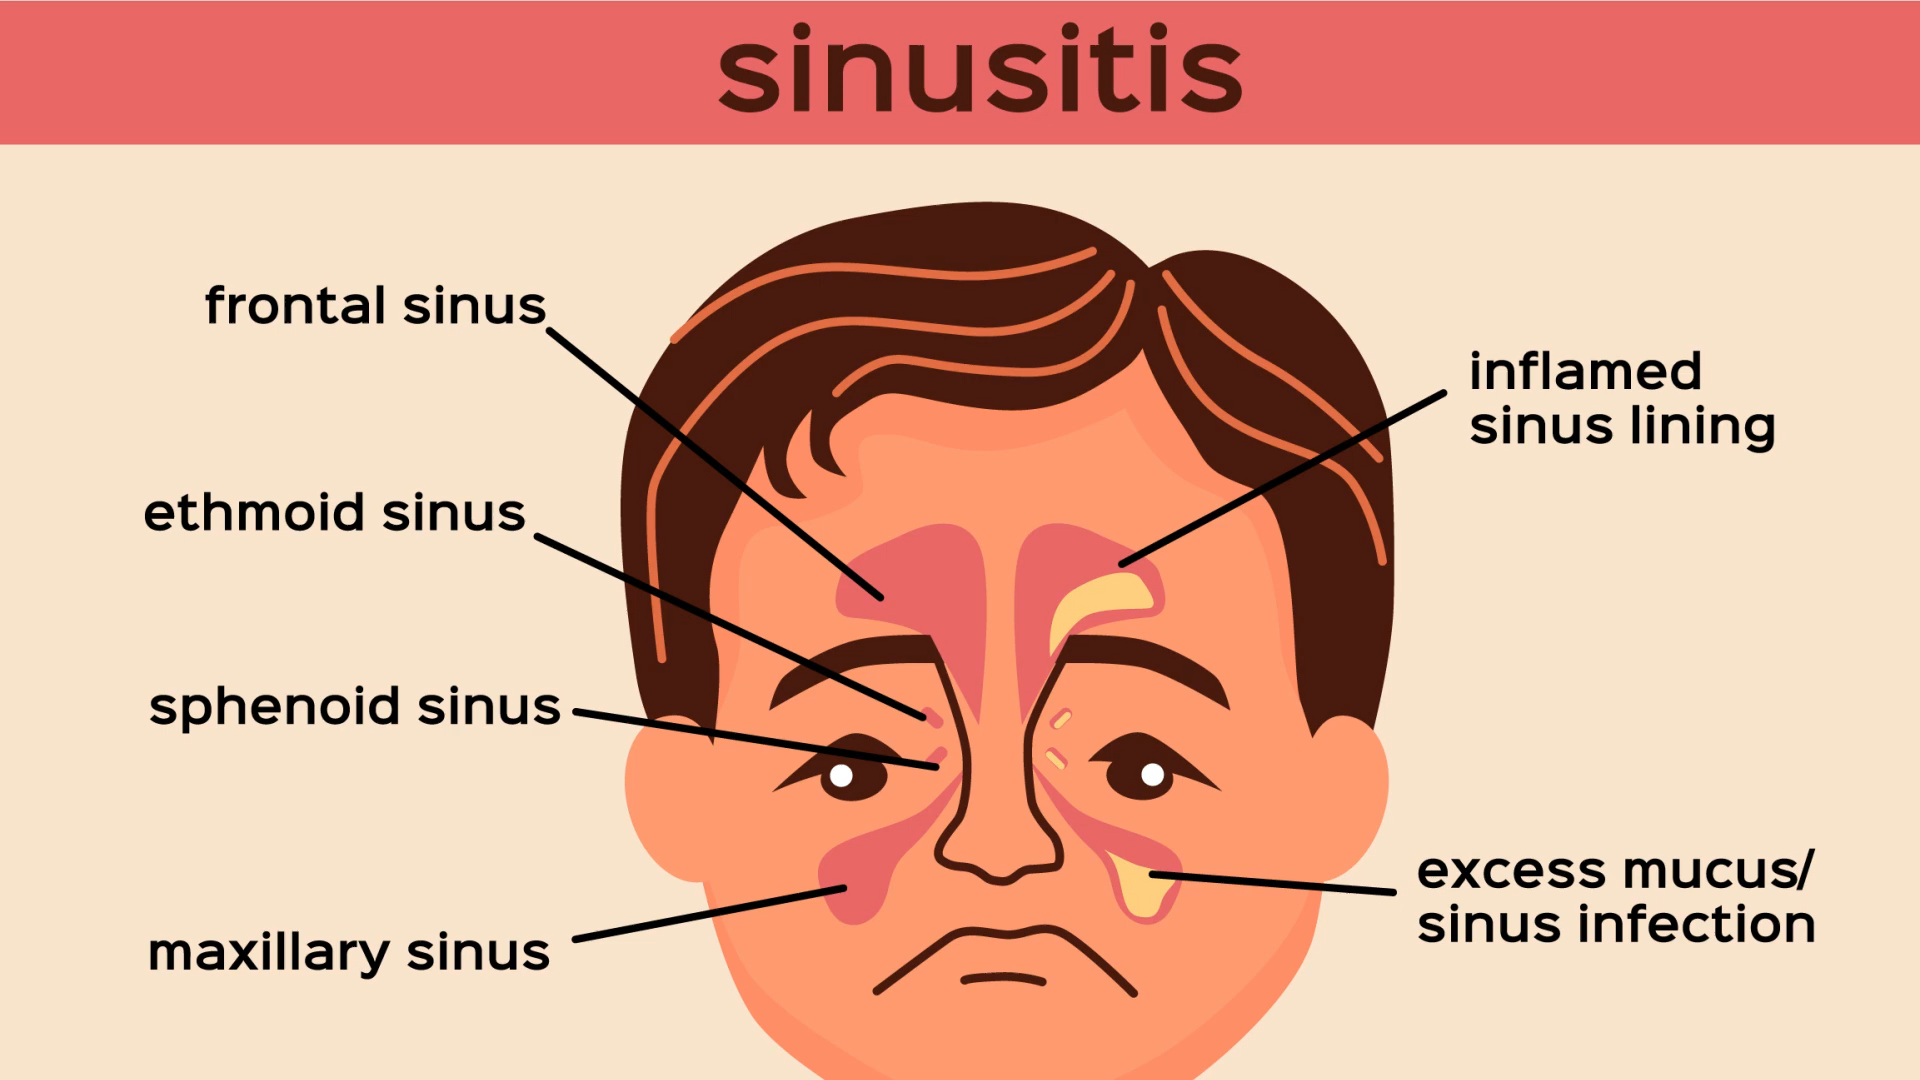 sinusitis
frontal sinus
ethmoid sinus
sphenoid sinus
maxillary sinus
inflamed
sinus lining
excess mucus/
sinus infection